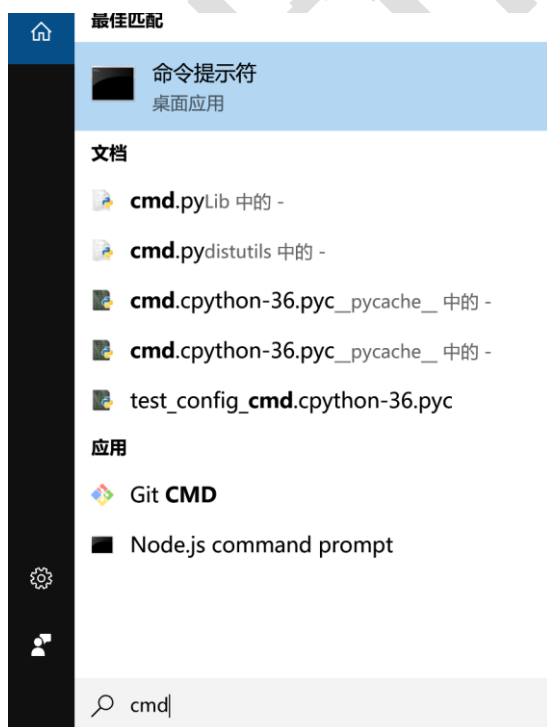 最佳匹配
命令提示符
桌面应用
文档
cmd.pyLib 中的 -
cmd.pydistutils 中的 -
cmd.cpython-36.pyc__pycache__ 中的 -
cmd.cpython-36.pyc__pycache__ 中的 -
test_config_cmd.cpython-36.pyc
应用
Git CMD
Node.js command prompt
cmd